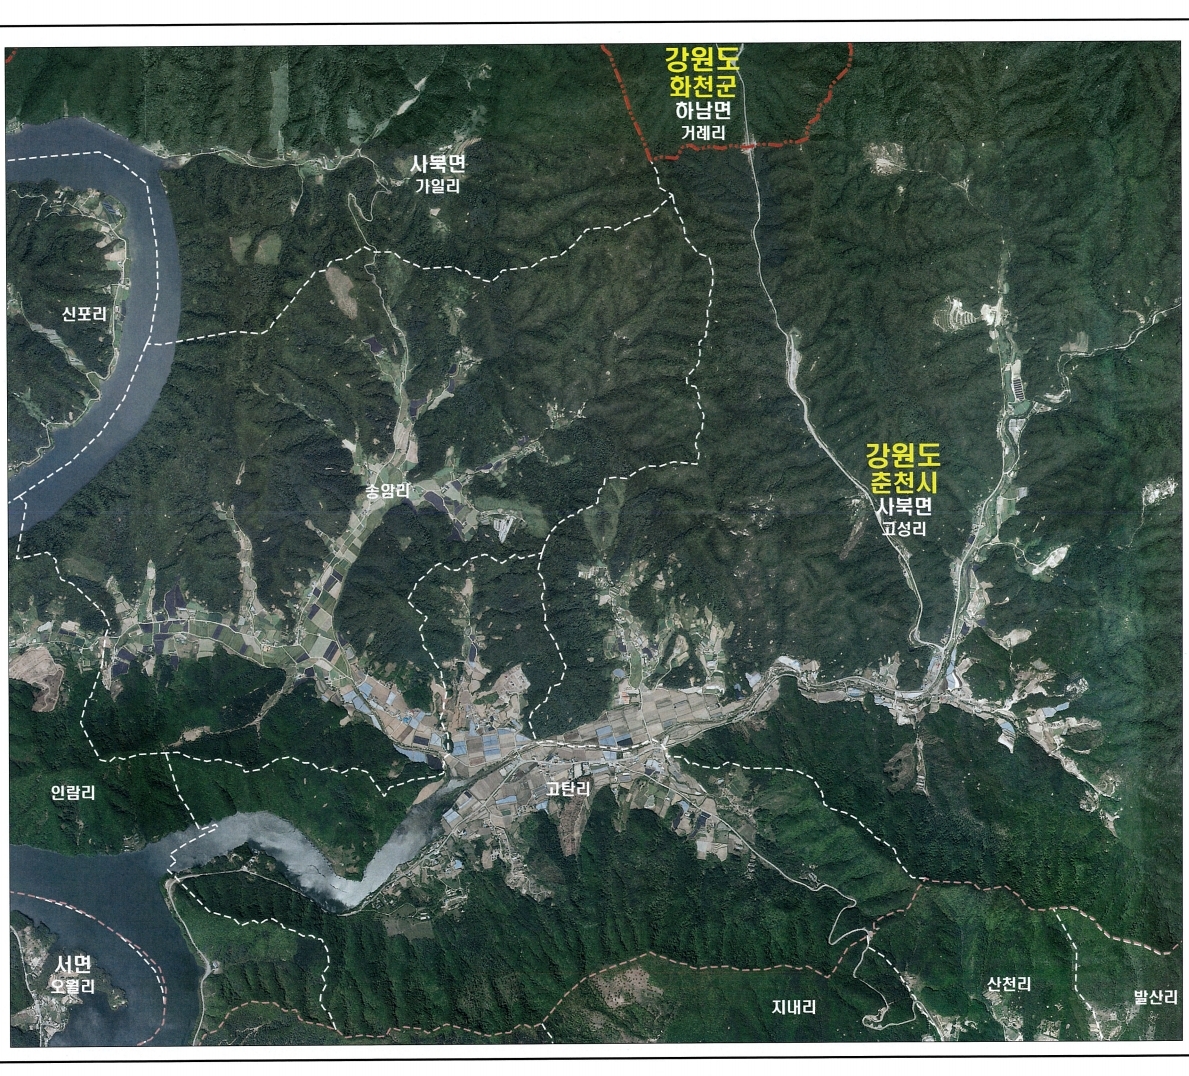 강원도
화천군
하남면
거례리
사북면
가일리
신포리
강원도
춘천시
사북면
고성리
송암리
인람리
고탄리
서면
오월리
지내리
산천리
발산리